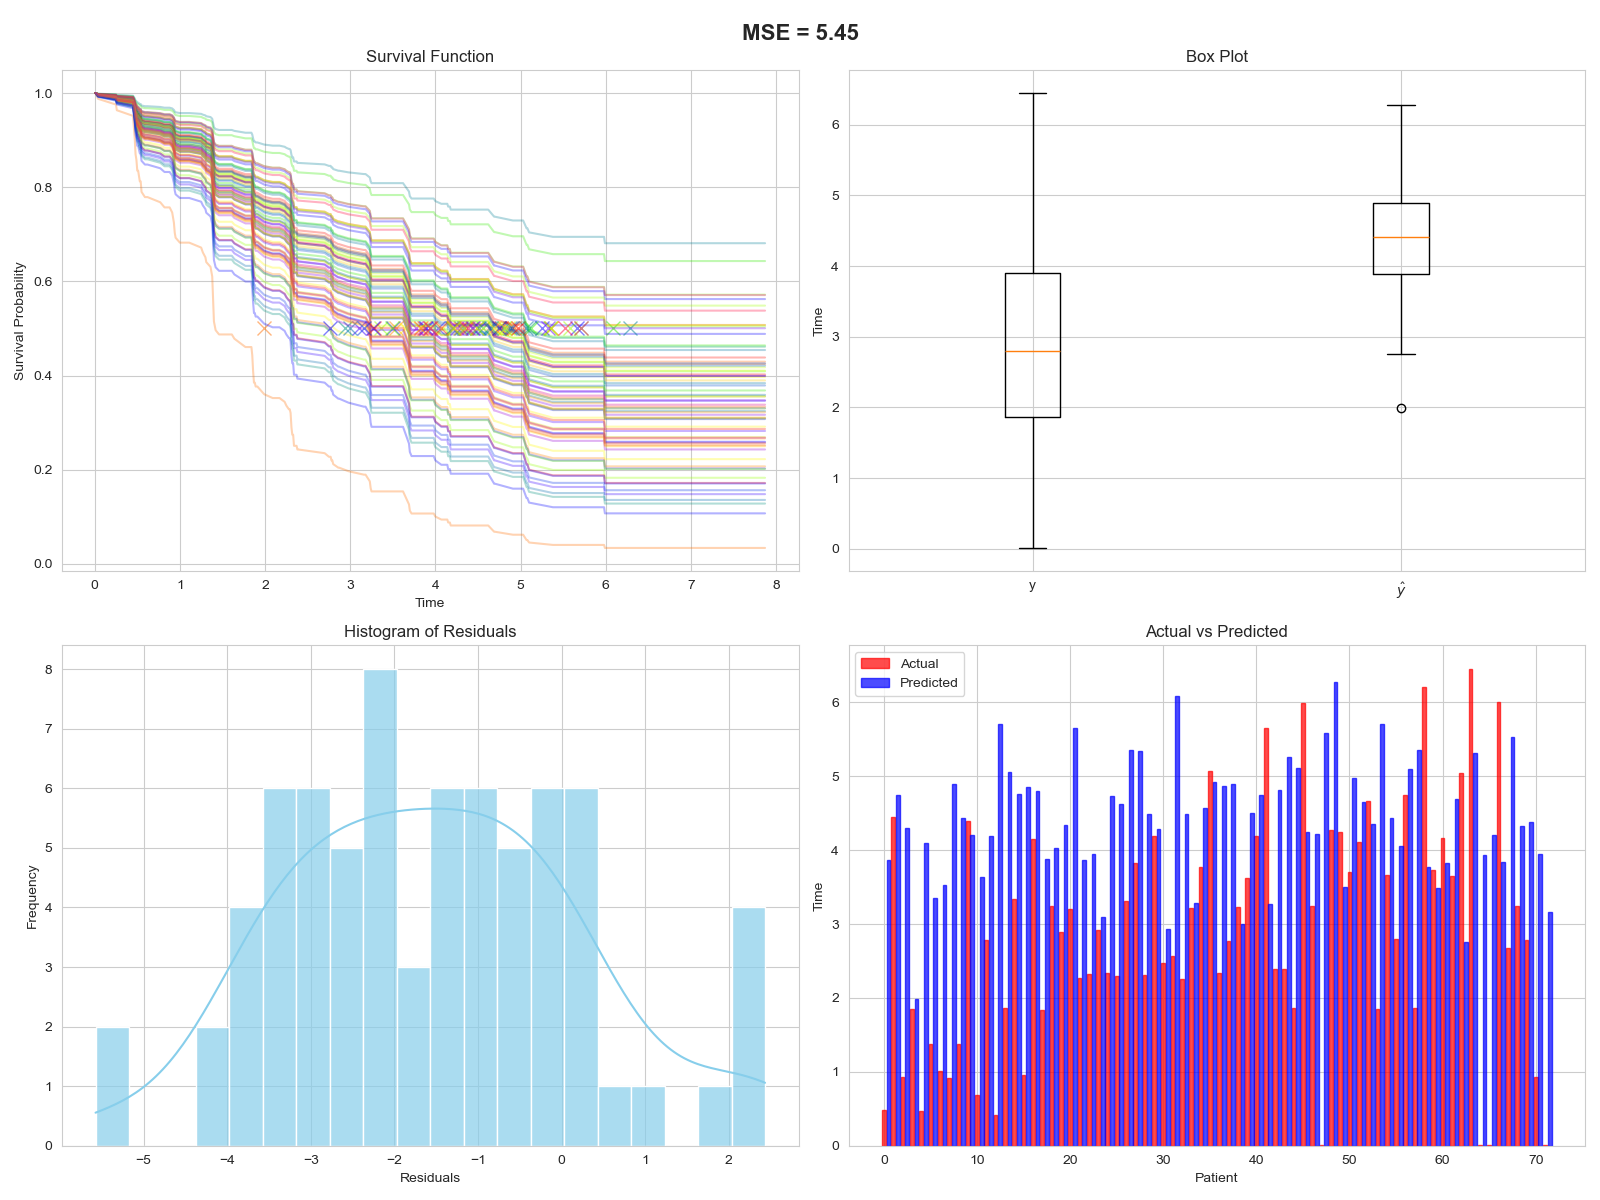 MSE = 5.45
Survival Function
1.0
0.8
0.6
0.4
0.2
0.0
Survival Probability
0 1 2 3 4 5 6 7 8
Time
Box Plot
6
5
4
3
2
1
0
Time
y ŷ
Histogram of Residuals
8
7
6
5
4
3
2
1
0
Frequency
−5 −4 −3 −2 −1 0 1 2
Residuals
Actual vs Predicted
Actual
Predicted
6
5
4
3
2
1
0
Time
0 10 20 30 40 50 60 70
Patient